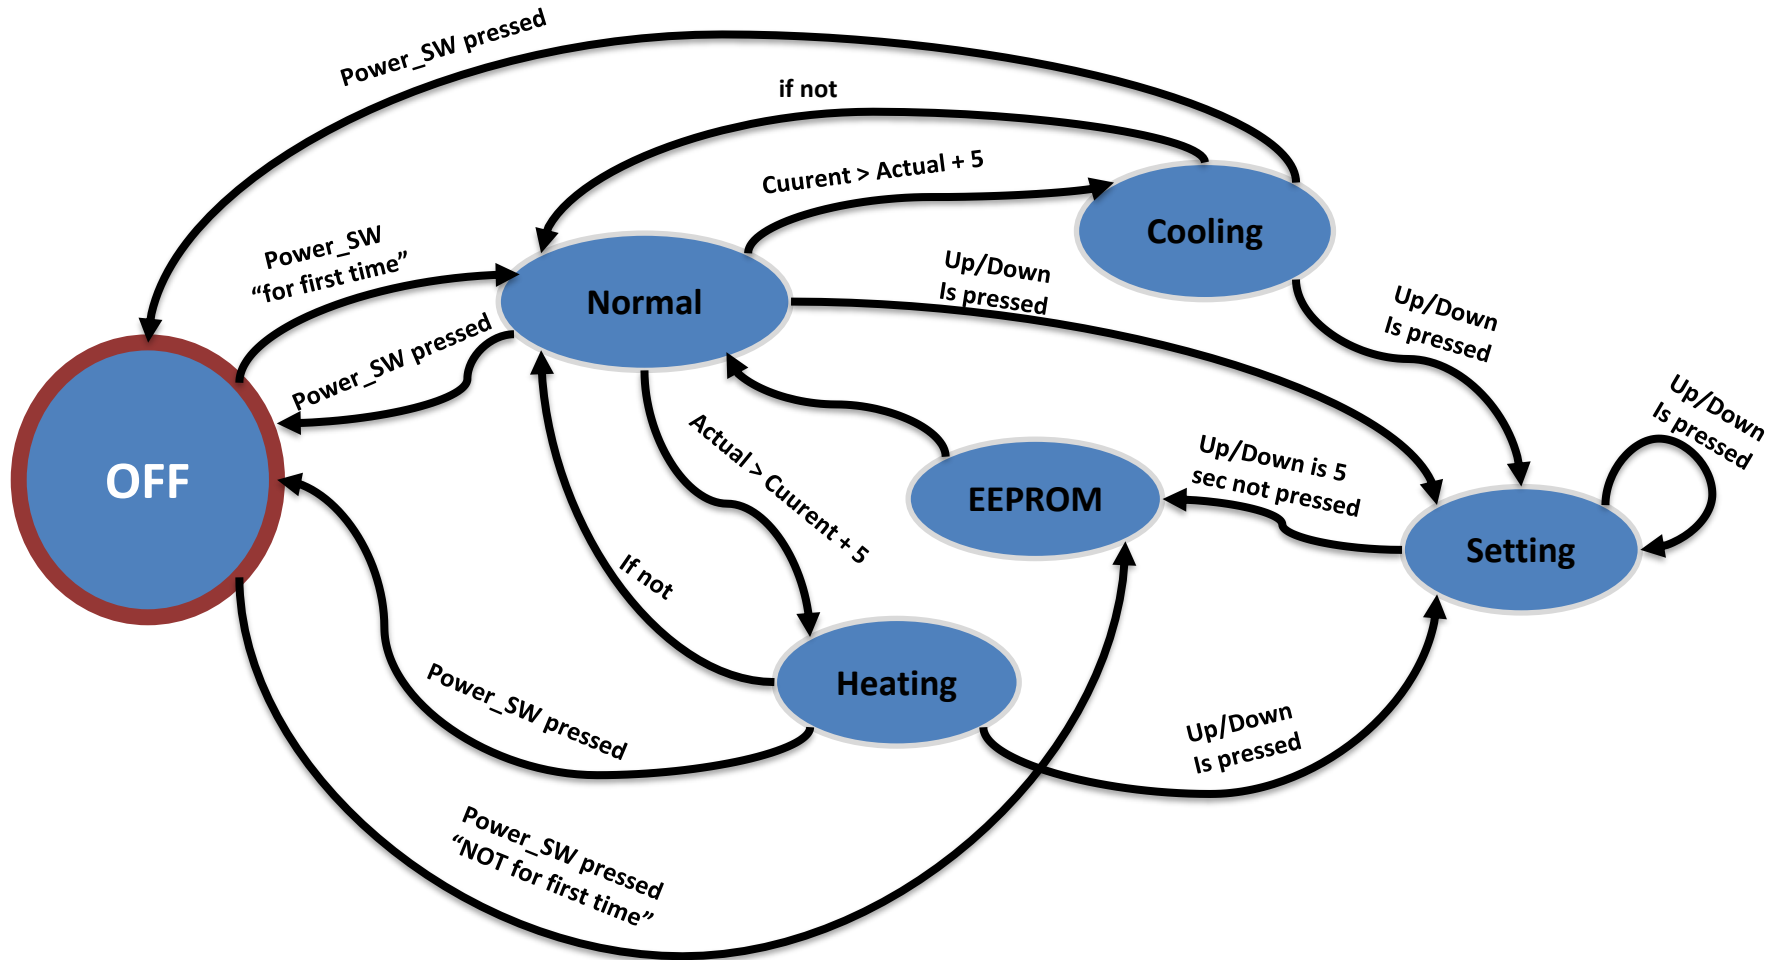 Power_SW pressed
if not
Cuurent > Actual + 5
Cooling
Power_SW
“for first time”
Normal
Up/Down
Is pressed
Up/Down
Is pressed
Power_SW pressed
OFF
Actual > Cuurent + 5
EEPROM
Up/Down is 5
sec not pressed
Up/Down
Is pressed
Setting
If not
Heating
Power_SW pressed
Up/Down
Is pressed
Power_SW pressed
“NOT for first time”